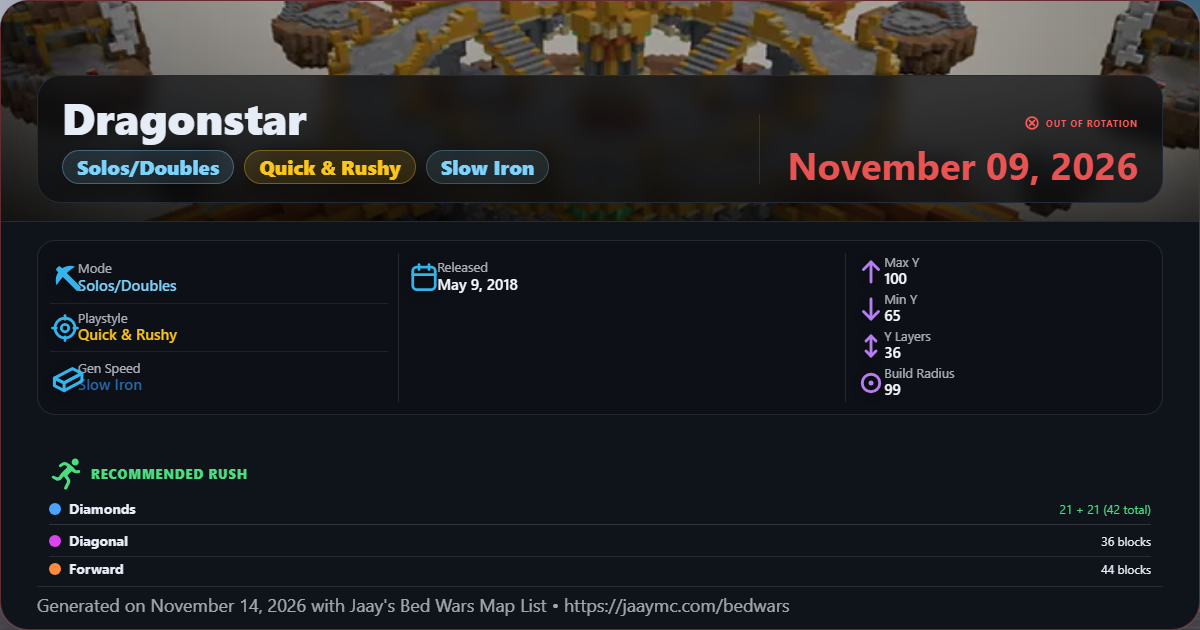 Dragonstar
Solos/Doubles
Quick & Rushy
Slow Iron
OUT OF ROTATION
November 09, 2026
Mode
Solos/Doubles
Playstyle
Quick & Rushy
Gen Speed
Slow Iron
Released
May 9, 2018
Max Y
100
Min Y
65
Y Layers
36
Build Radius
99
RECOMMENDED RUSH
Diamonds 21 + 21 (42 total)
Diagonal 36 blocks
Forward 44 blocks
Generated on November 14, 2026 with Jaay's Bed Wars Map List • https://jaaymc.com/bedwars